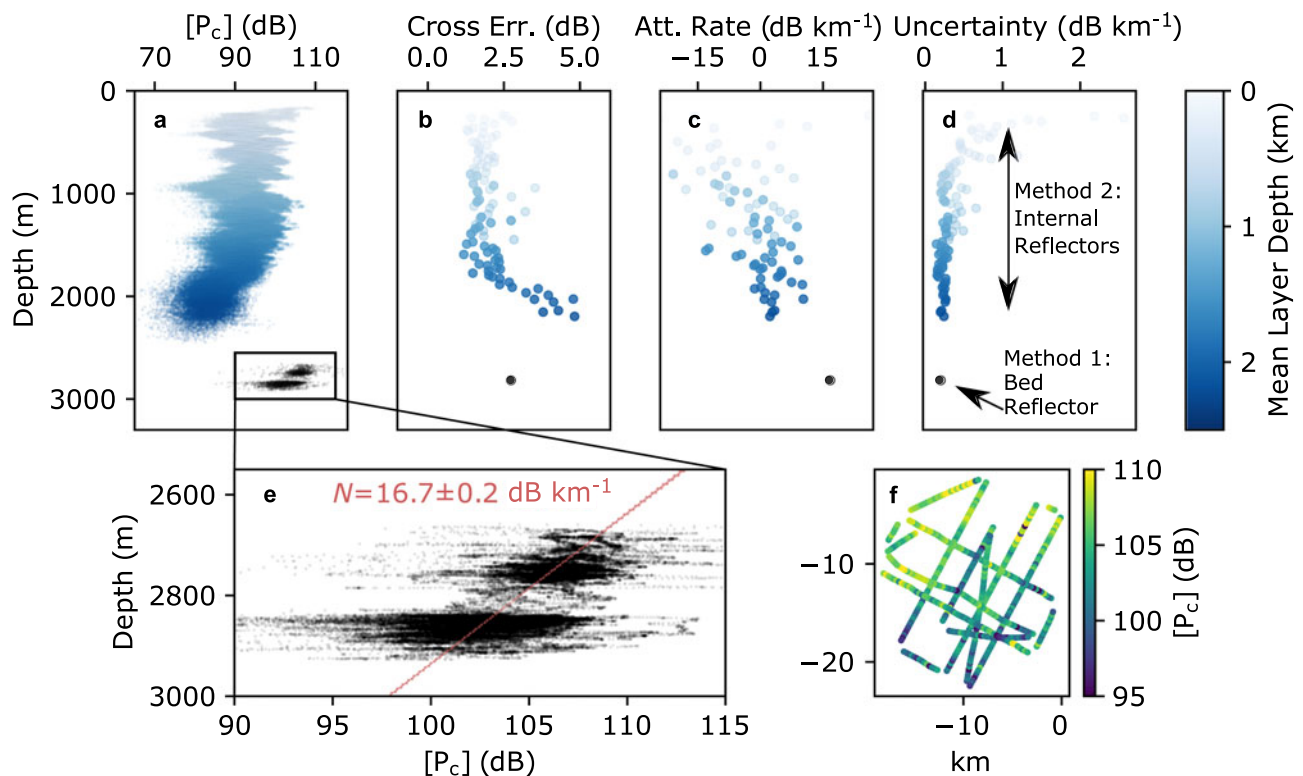 [Pc] (dB)
Cross Err. (dB)
Att. Rate (dB km⁻¹)
Uncertainty (dB km⁻¹)
70 90 110
0.0 2.5 5.0
−15 0 15
0 1 2
0
1000
2000
3000
Depth (m)
a
b
c
d
Method 2:
Internal
Reflectors
Method 1:
Bed
Reflector
0
1
2
Mean Layer Depth (km)
e
N=16.7±0.2 dB km⁻¹
2600
2800
3000
Depth (m)
90 95 100 105 110 115
[Pc] (dB)
f
−10
−20
−10 0
km
110
105
100
95
[Pc] (dB)